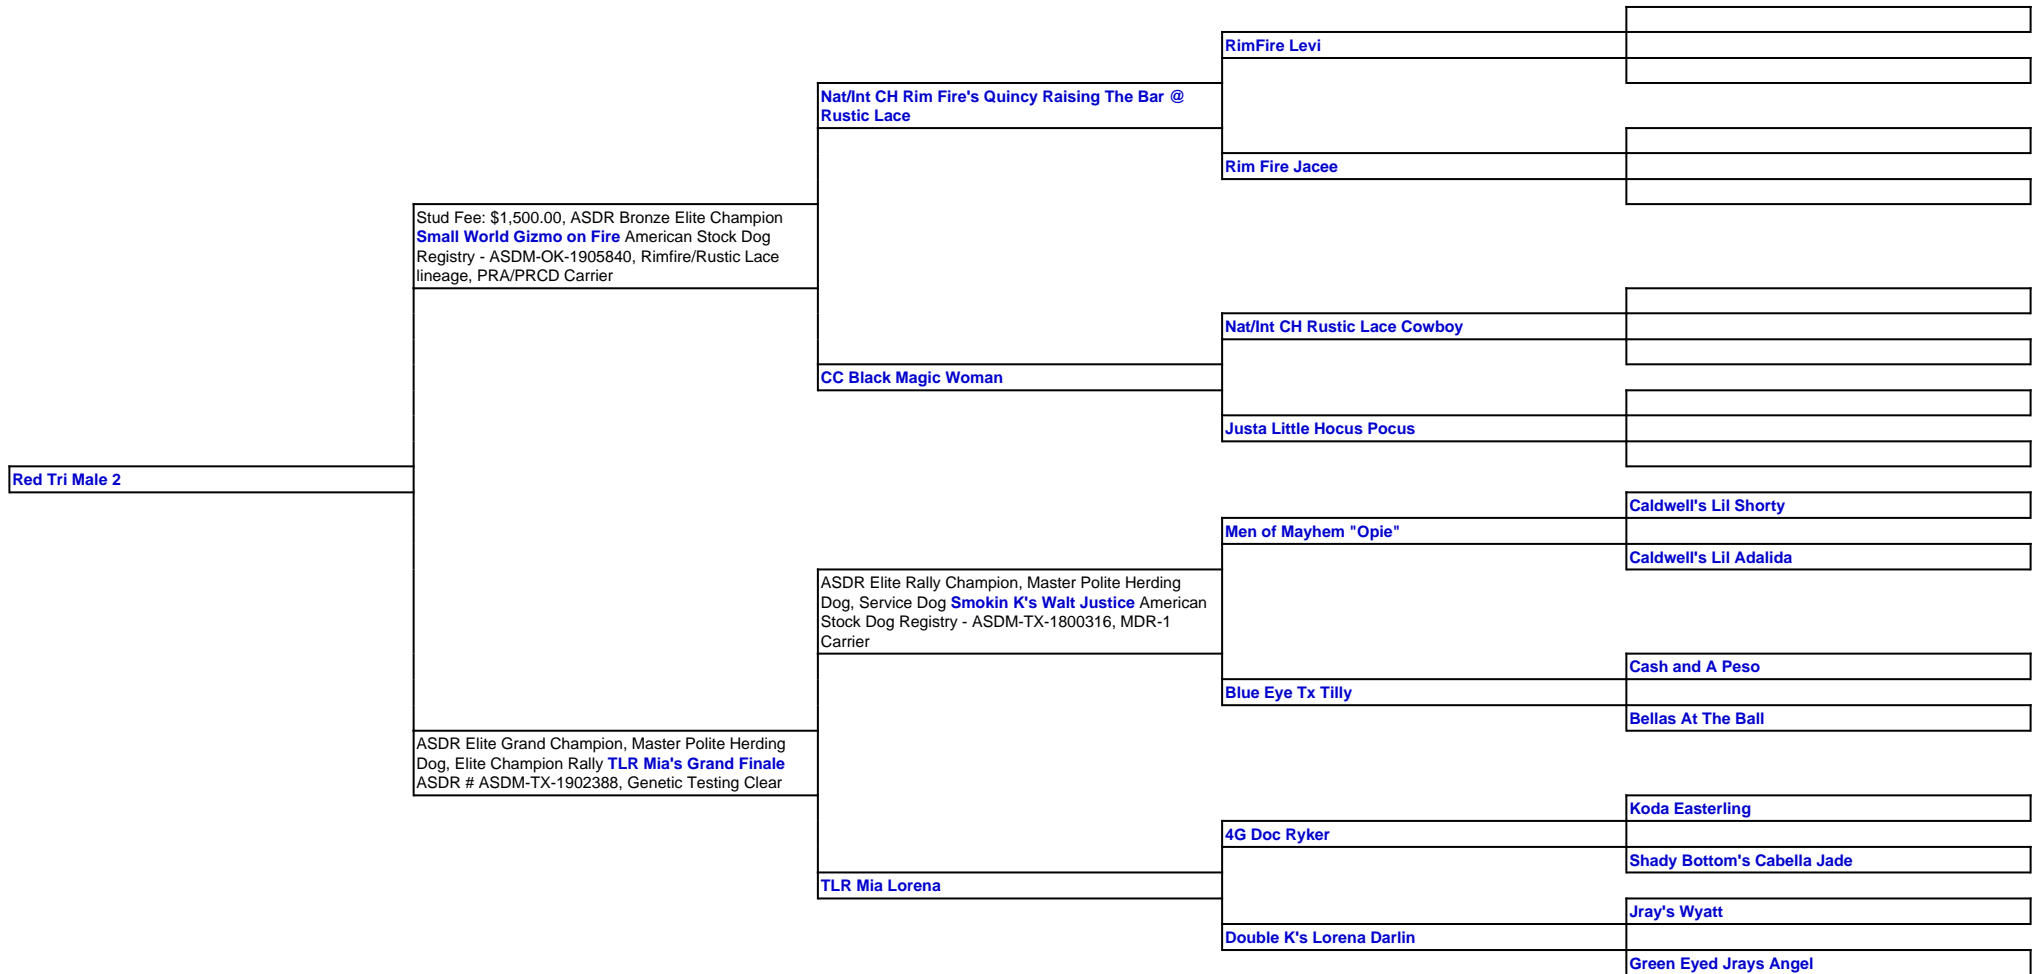 RimFire Levi
Nat/Int CH Rim Fire's Quincy Raising The Bar @
Rustic Lace
Rim Fire Jacee
Stud Fee: $1,500.00, ASDR Bronze Elite Champion
Small World Gizmo on Fire American Stock Dog
Registry - ASDM-OK-1905840, Rimfire/Rustic Lace
lineage, PRA/PRCD Carrier
Nat/Int CH Rustic Lace Cowboy
CC Black Magic Woman
Justa Little Hocus Pocus
Red Tri Male 2
Caldwell's Lil Shorty
Men of Mayhem "Opie"
Caldwell's Lil Adalida
ASDR Elite Rally Champion, Master Polite Herding
Dog, Service Dog Smokin K's Walt Justice American
Stock Dog Registry - ASDM-TX-1800316, MDR-1
Carrier
Cash and A Peso
Blue Eye Tx Tilly
Bellas At The Ball
ASDR Elite Grand Champion, Master Polite Herding
Dog, Elite Champion Rally TLR Mia's Grand Finale
ASDR # ASDM-TX-1902388, Genetic Testing Clear
Koda Easterling
4G Doc Ryker
Shady Bottom's Cabella Jade
TLR Mia Lorena
Jray's Wyatt
Double K's Lorena Darlin
Green Eyed Jrays Angel